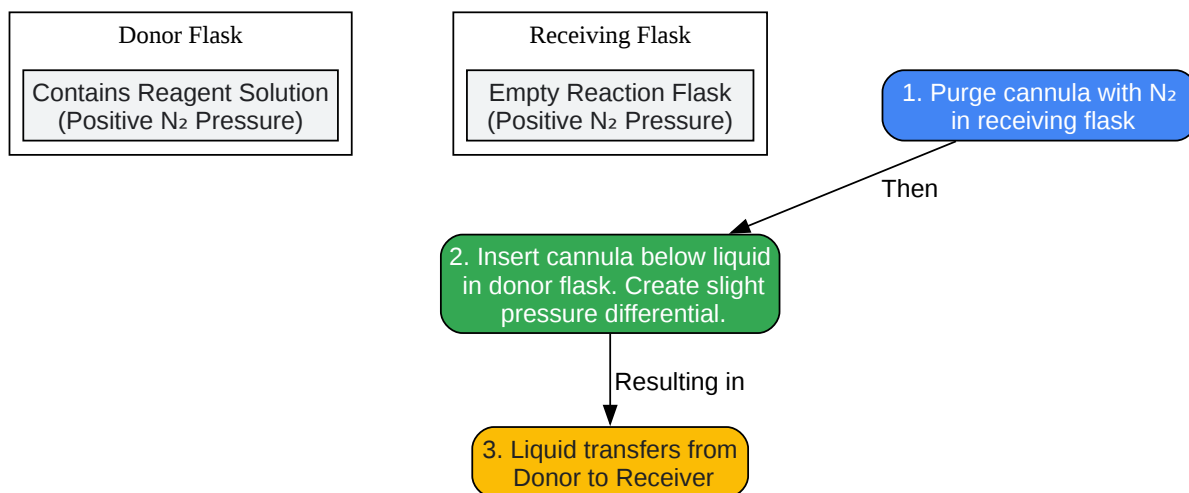 Donor Flask
Contains Reagent Solution
(Positive N₂ Pressure)
Receiving Flask
Empty Reaction Flask
(Positive N₂ Pressure)
1. Purge cannula with N₂
in receiving flask
Then
2. Insert cannula below liquid
in donor flask. Create slight
pressure differential.
Resulting in
3. Liquid transfers from
Donor to Receiver